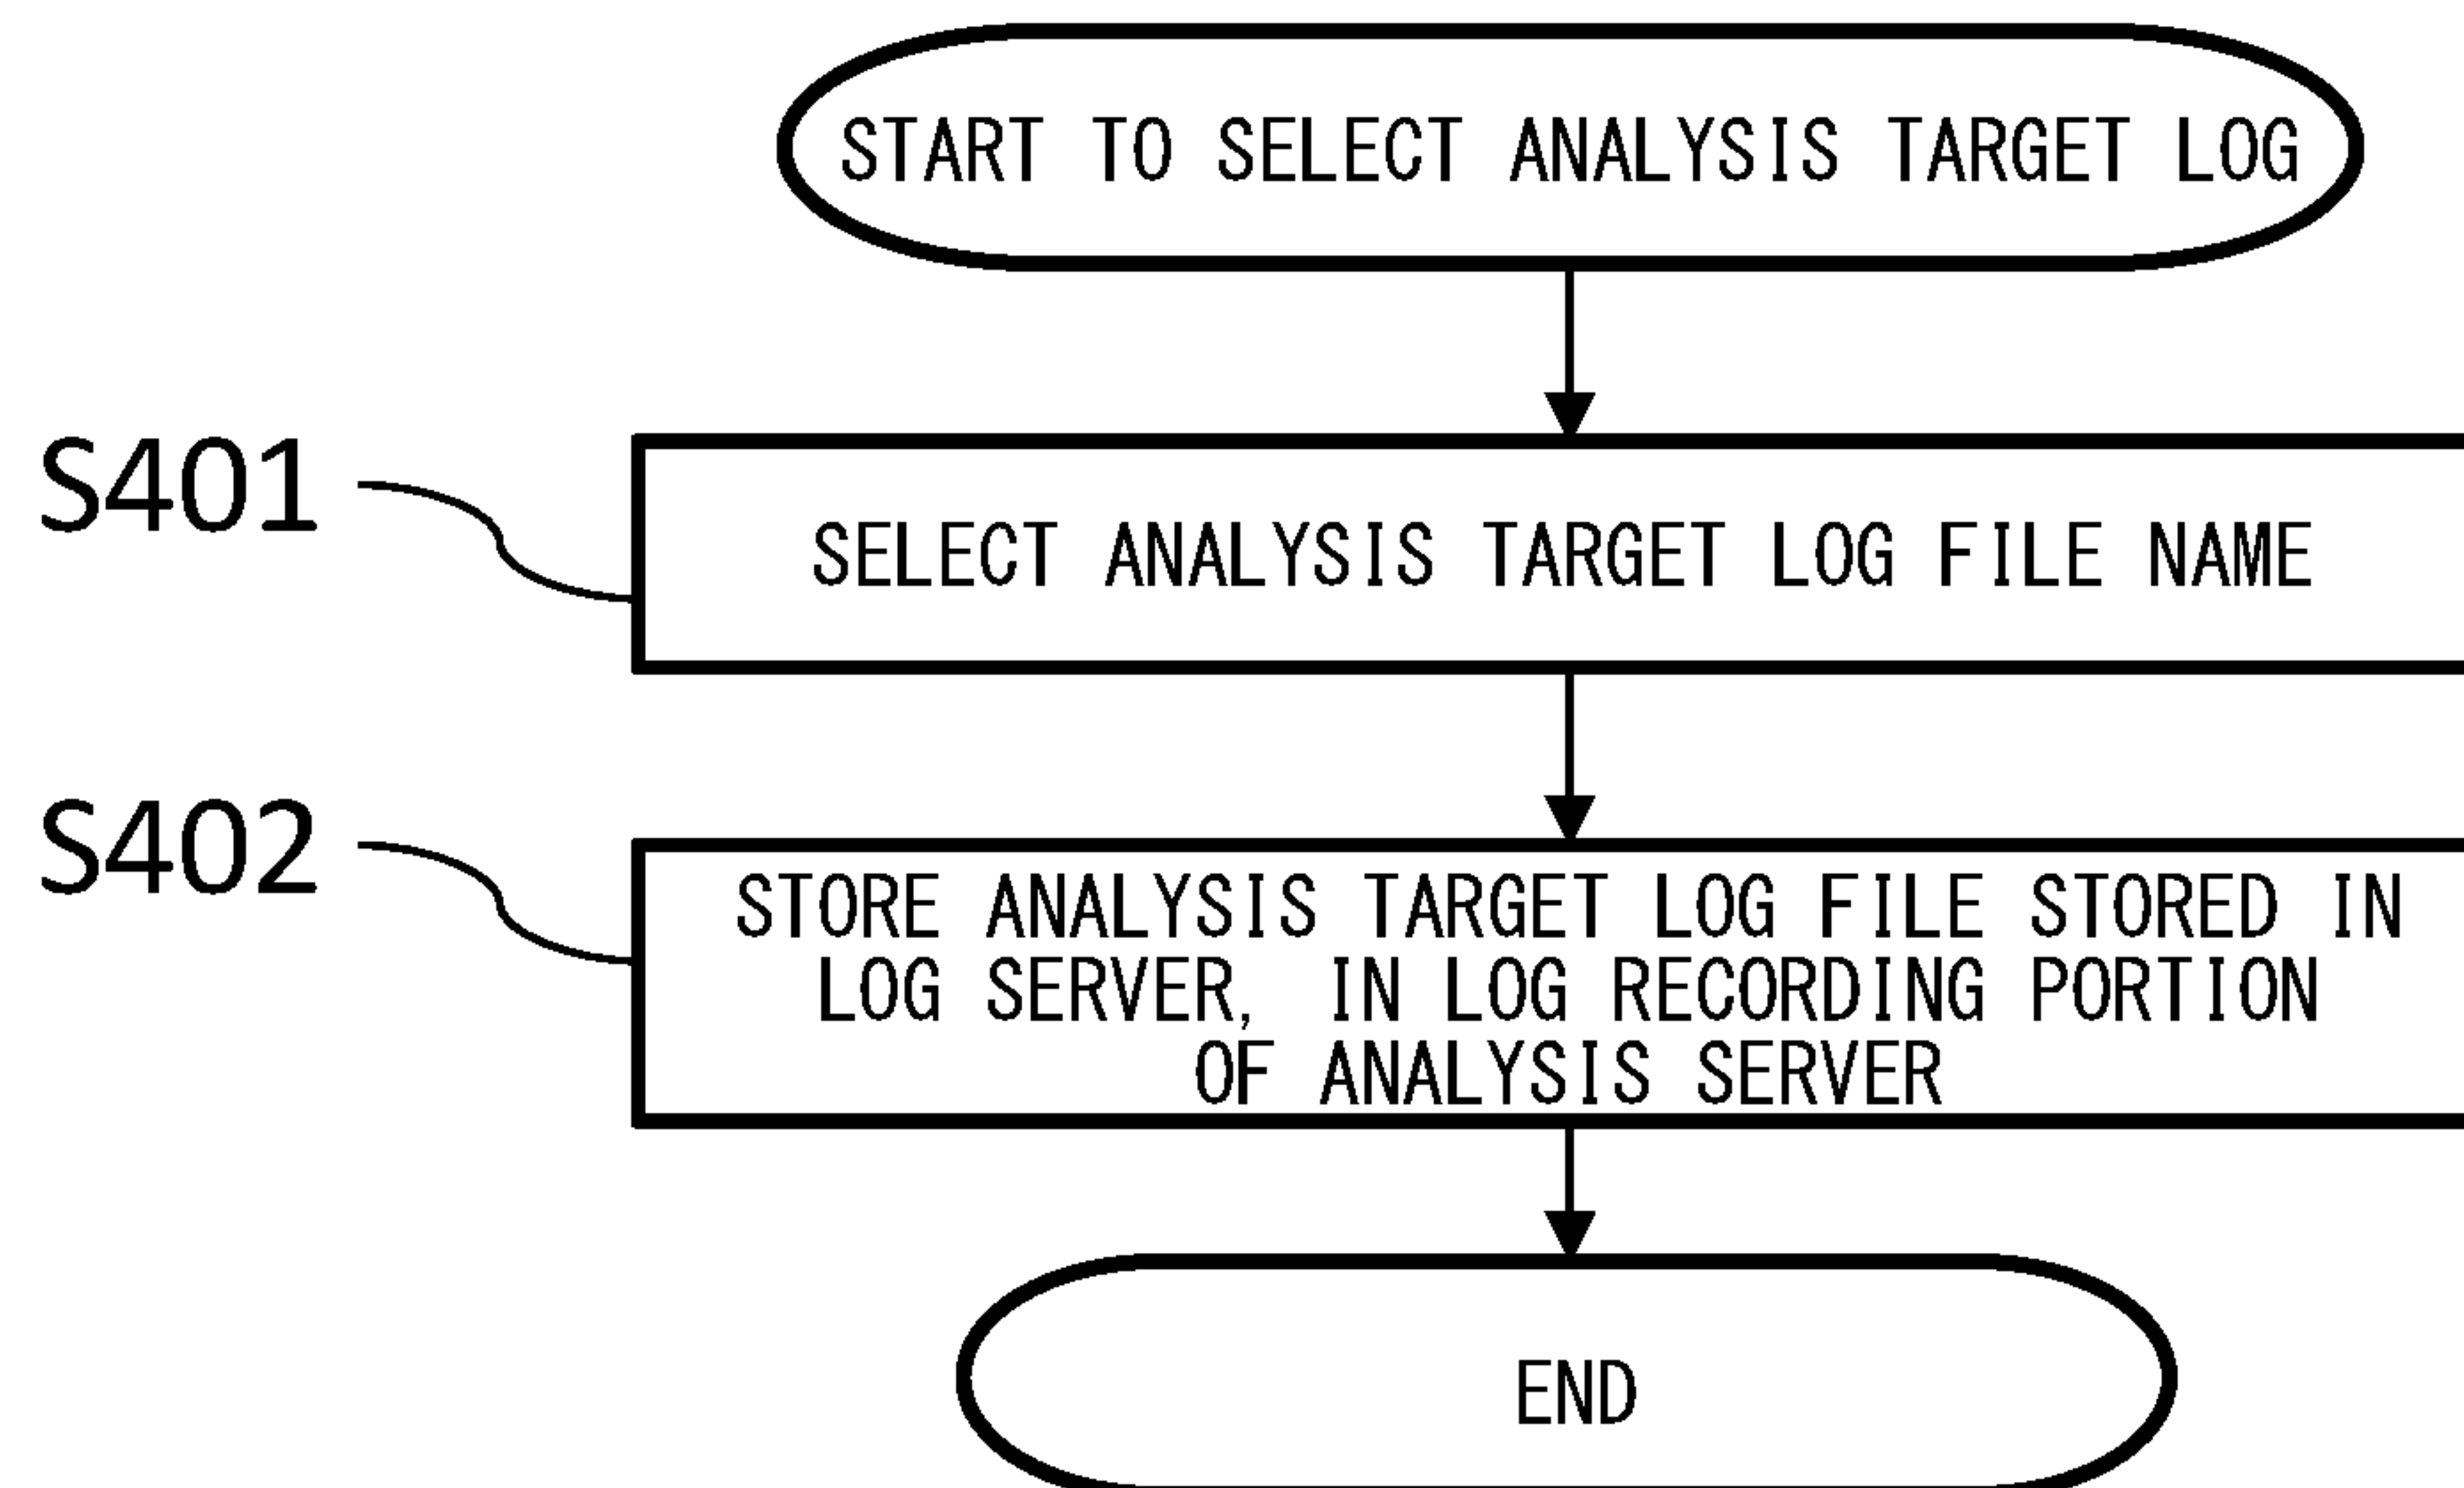 START TO SELECT ANALYSIS TARGET LOG
S401
SELECT ANALYSIS TARGET LOG FILE NAME
S402
STORE ANALYSIS TARGET LOG FILE STORED IN
LOG SERVER, IN LOG RECORDING PORTION
OF ANALYSIS SERVER
END